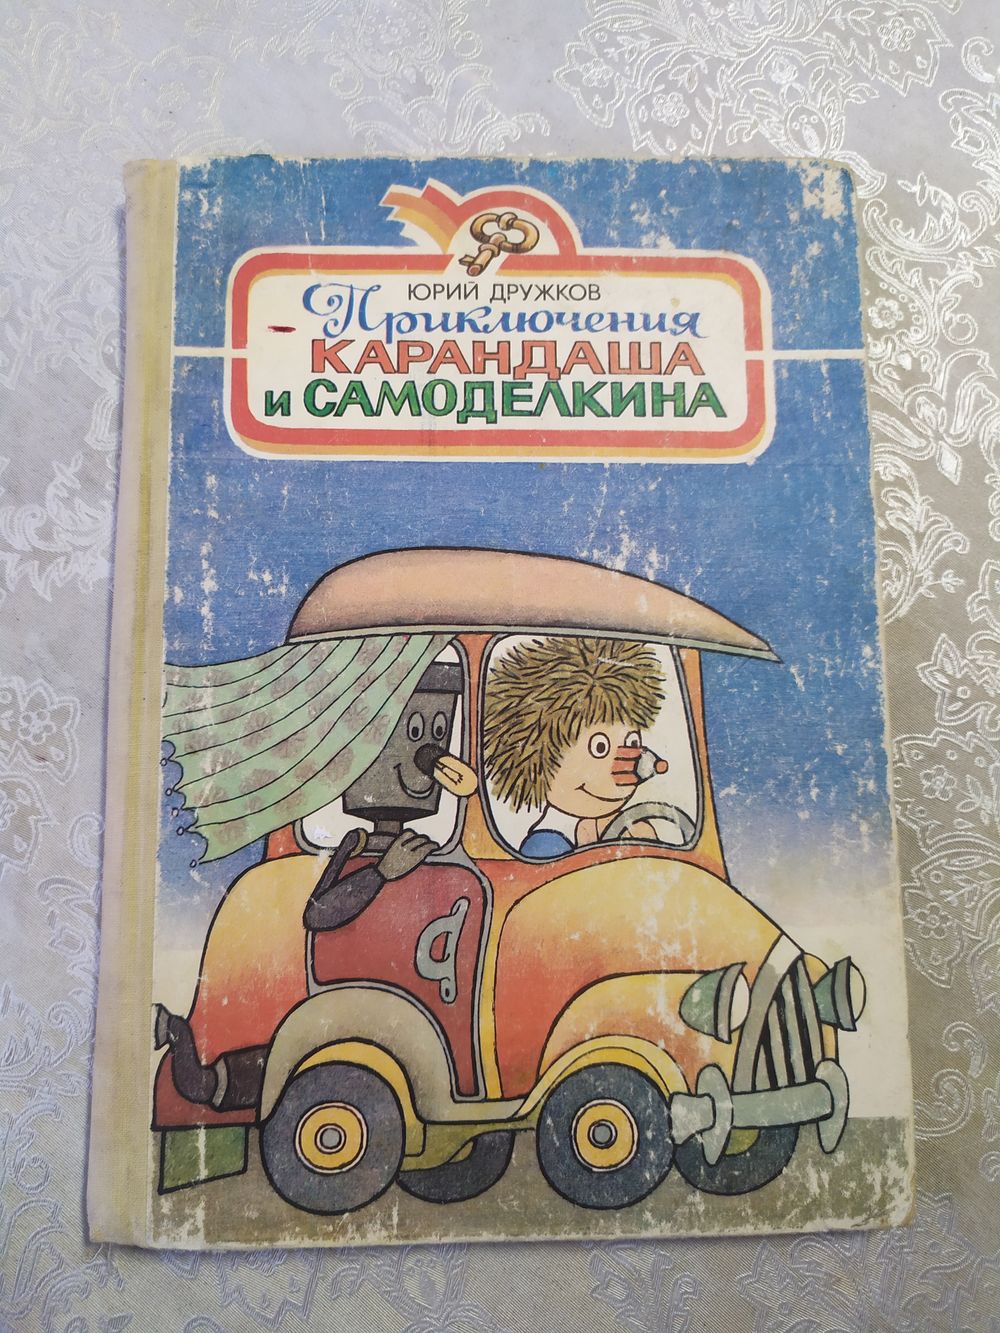 ЮРИЙ ДРУЖКОВ
Приключения
КАРАНДАША
и САМОДЕЛКИНА